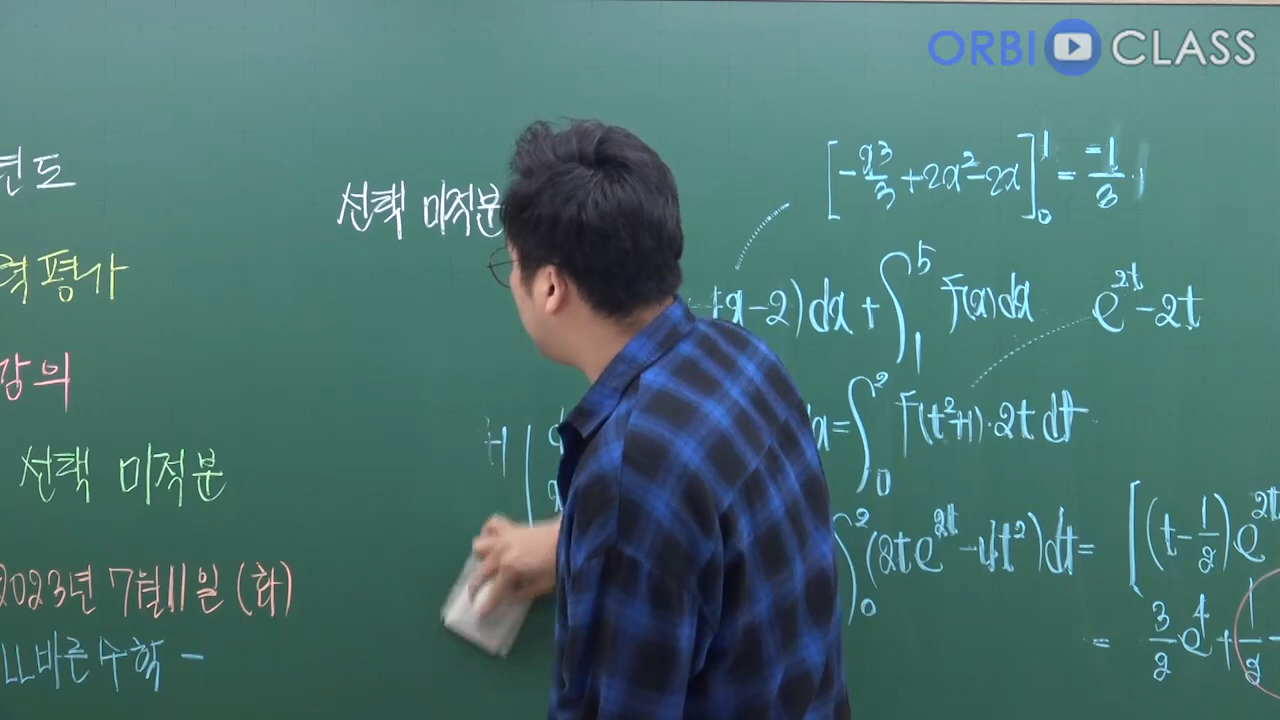 ORBI CLASS
년도
력평가
강의
선택 미적분
2023년 7월 11일 (화)
LL바른수학 -
선택 미적분
[-x³/3 + 2x² - 2x]₀¹ = -1/3
x-2)dx + ∫₁⁵ f(x)dx
e^{2t} - 2t
= ∫₀² f(t²+1)·2t dt
∫₀² (2te^{2t} - 4t²)dt = [(t - 1/2)e^{2t}
= 3/2 e⁴ + 1/2